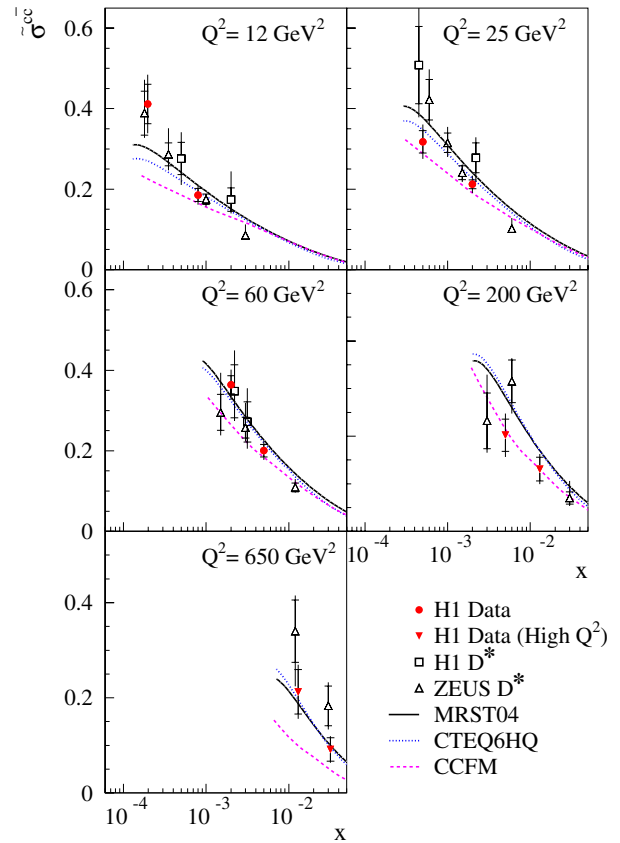 σ̃^cc̄
Q²= 12 GeV²
Q²= 25 GeV²
0.6
0.4
0.2
0
Q²= 60 GeV²
Q²= 200 GeV²
0.6
0.4
0.2
0
10⁻⁴ 10⁻³ 10⁻²
x
Q²= 650 GeV²
0.4
0.2
0
10⁻⁴ 10⁻³ 10⁻²
x
H1 Data
H1 Data (High Q²)
H1 D*
ZEUS D*
MRST04
CTEQ6HQ
CCFM